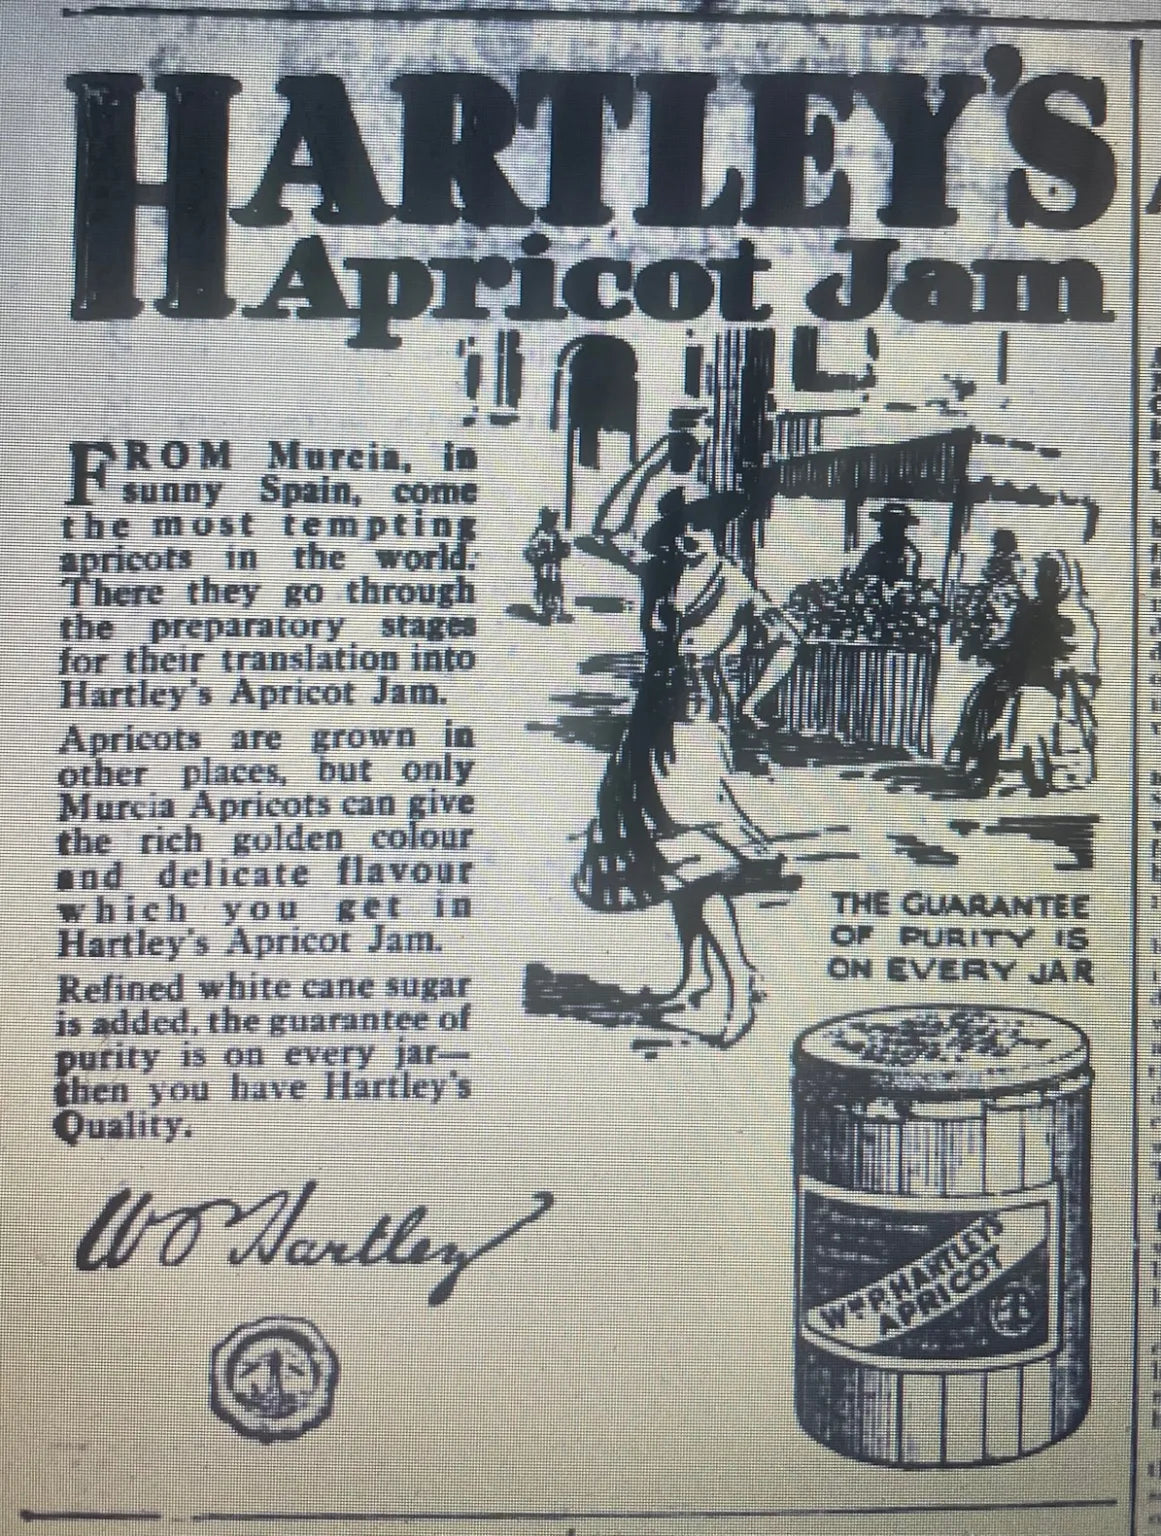 HARTLEY'S
Apricot Jam
FROM Murcia, in
sunny Spain, come
the most tempting
apricots in the world.
There they go through
the preparatory stages
for their translation into
Hartley's Apricot Jam.
Apricots are grown in
other places, but only
Murcia Apricots can give
the rich golden colour
and delicate flavour
which you get in
Hartley's Apricot Jam.
Refined white cane sugar
is added, the guarantee of
purity is on every jar—
then you have Hartley's
Quality.
Wm P Hartley
THE GUARANTEE
OF PURITY IS
ON EVERY JAR
Wm P. HARTLEY'S
APRICOT